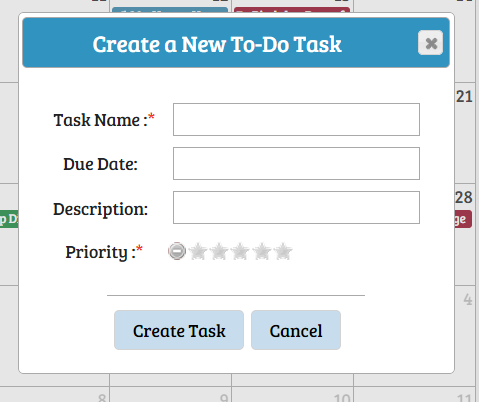 Create a New To-Do Task
21
Task Name :*
Due Date:
Description:
28
Priority :*
4
Create Task
Cancel
8
9
10
11